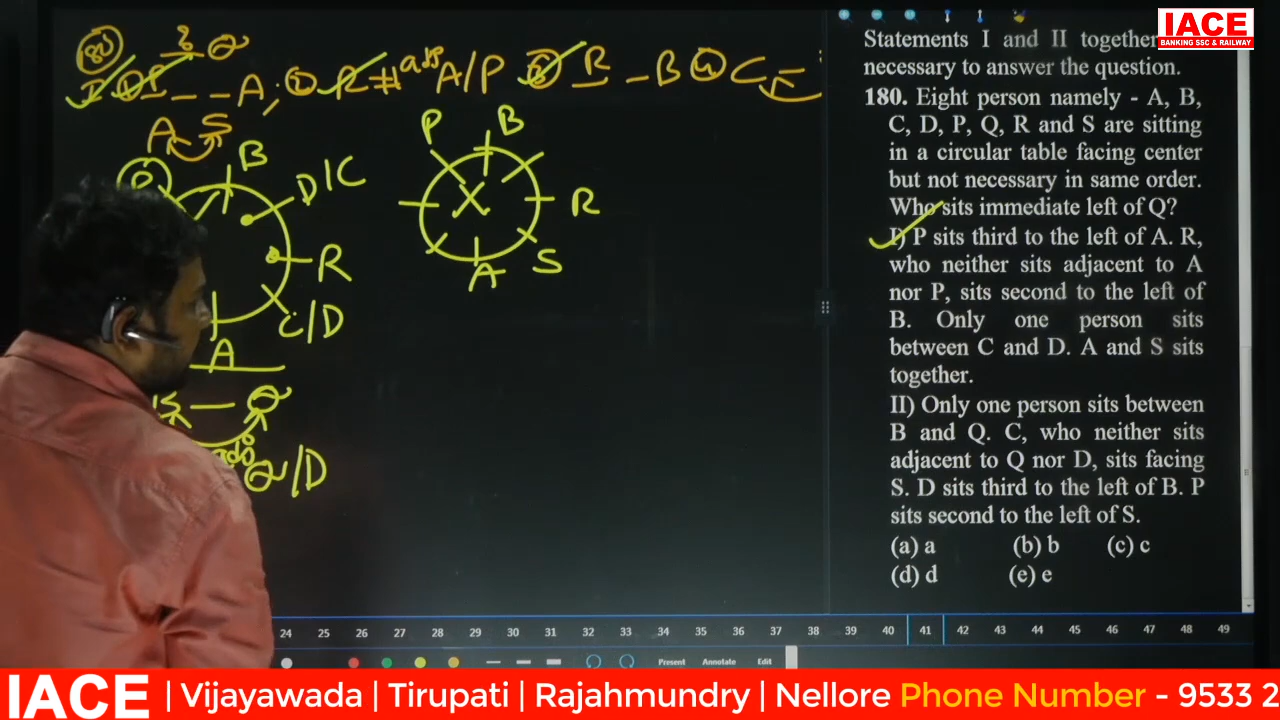 IACE
BANKING SSC & RAILWAY
Statements I and II together
necessary to answer the question.
180. Eight person namely - A, B,
C, D, P, Q, R and S are sitting
in a circular table facing center
but not necessary in same order.
Who sits immediate left of Q?
I) P sits third to the left of A. R,
who neither sits adjacent to A
nor P, sits second to the left of
B. Only one person sits
between C and D. A and S sits
together.
II) Only one person sits between
B and Q. C, who neither sits
adjacent to Q nor D, sits facing
S. D sits third to the left of B. P
sits second to the left of S.
(a) a (b) b (c) c
(d) d (e) e
180
A S
B
D/C
R
C/D
A
Q/D
P
B
R
S
A
24 25 26 27 28 29 30 31 32 33 34 35 36 37 38 39 40 41 42 43 44 45 46 47 48 49
Present Annotate Edit
IACE | Vijayawada | Tirupati | Rajahmundry | Nellore Phone Number - 9533 2